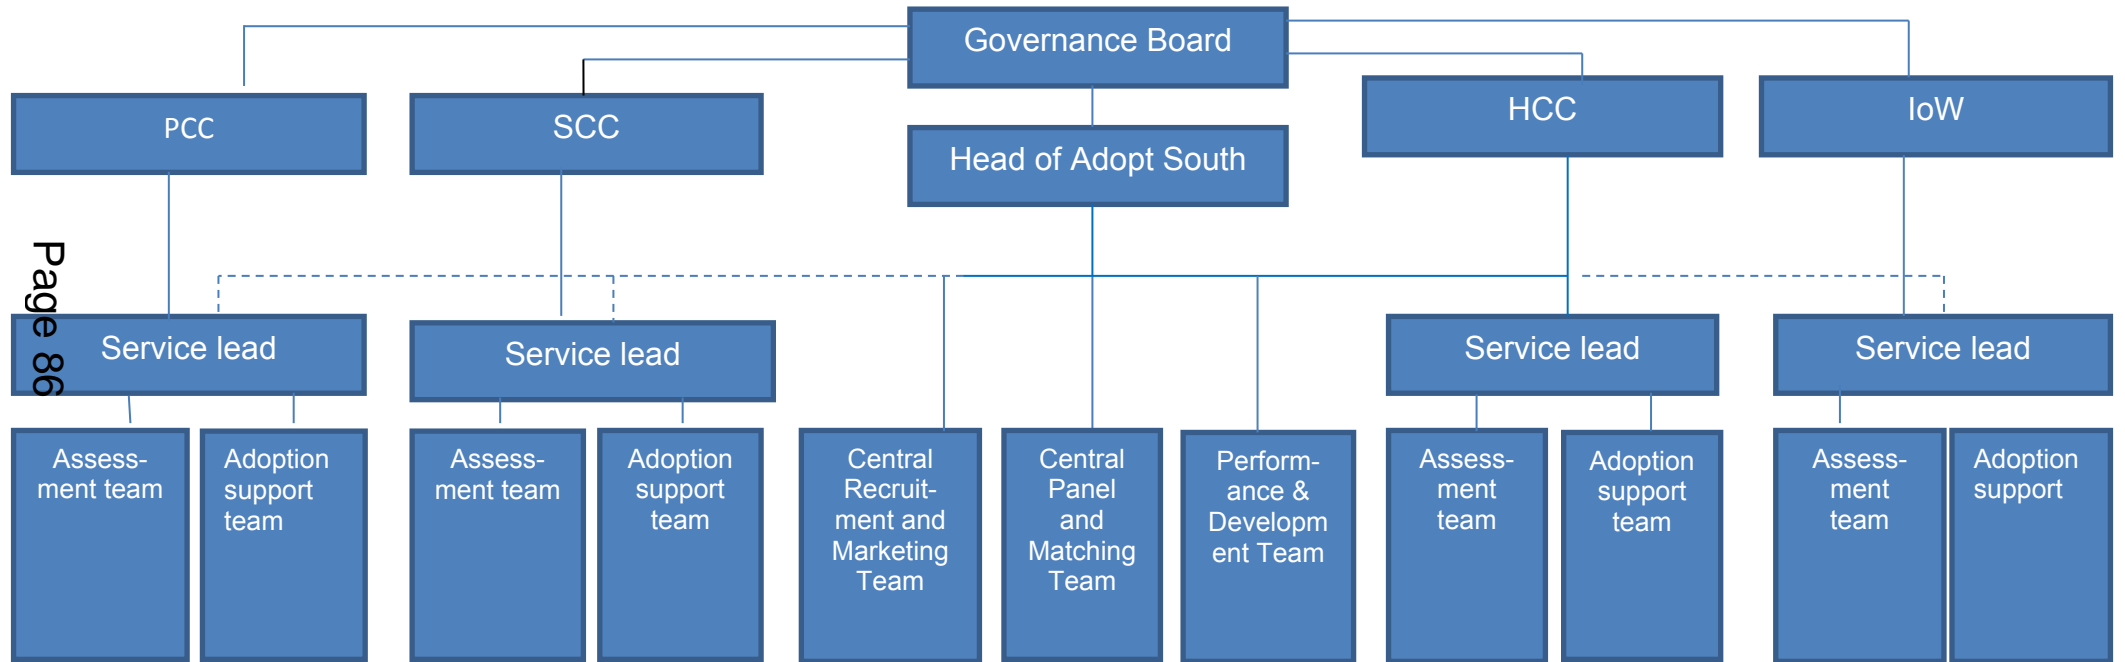 Governance Board
PCC
SCC
Head of Adopt South
HCC
IoW
Page 86
Service lead
Service lead
Service lead
Service lead
Assess-
ment team
Adoption
support
team
Assess-
ment team
Adoption
support
team
Central
Recruit-
ment and
Marketing
Team
Central
Panel
and
Matching
Team
Perform-
ance &
Developm
ent Team
Assess-
ment
team
Adoption
support
team
Assess-
ment
team
Adoption
support